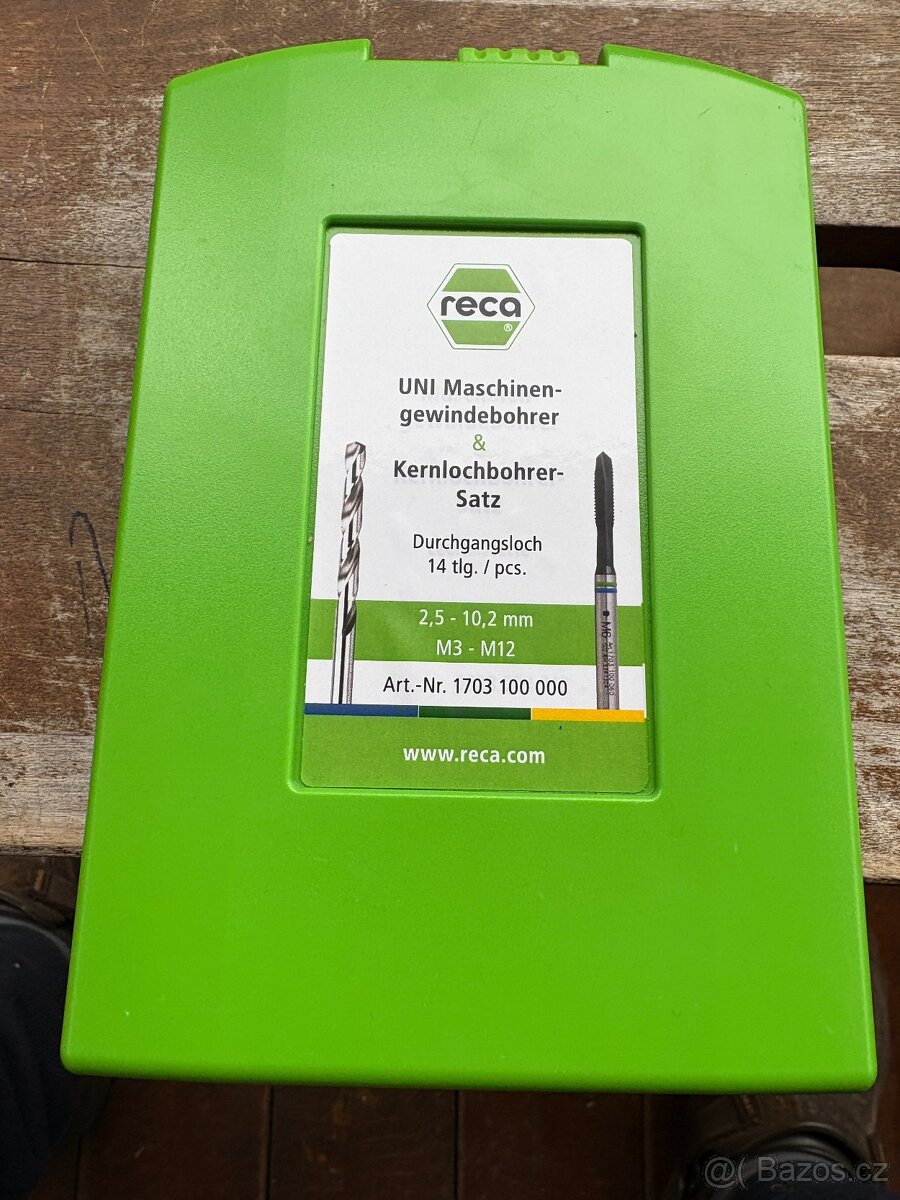 reca
®
UNI Maschinen-
gewindebohrer
&
Kernlochbohrer-
Satz
Durchgangsloch
14 tlg. / pcs.
2,5 - 10,2 mm
M3 - M12
M6
Art.-Nr. 1703 100 000
www.reca.com
@( Bazos.cz